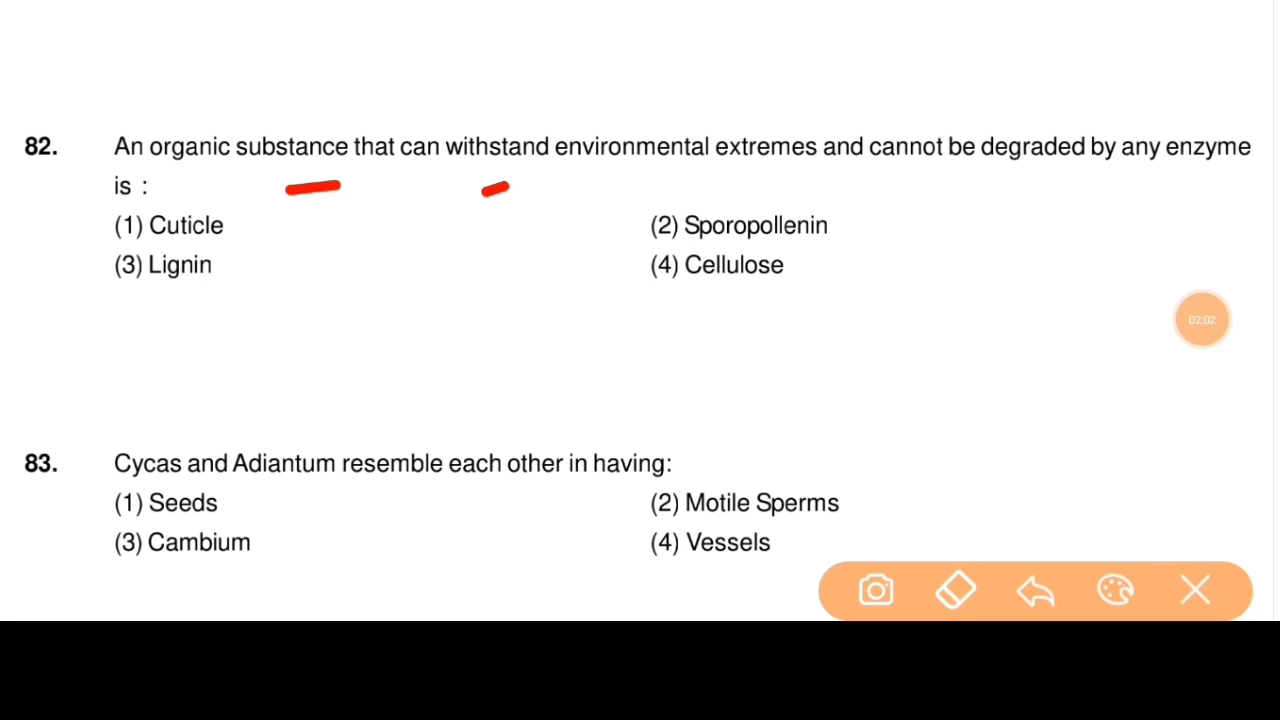 82. An organic substance that can withstand environmental extremes and cannot be degraded by any enzyme
is :
(1) Cuticle (2) Sporopollenin
(3) Lignin (4) Cellulose
02:02
83. Cycas and Adiantum resemble each other in having:
(1) Seeds (2) Motile Sperms
(3) Cambium (4) Vessels